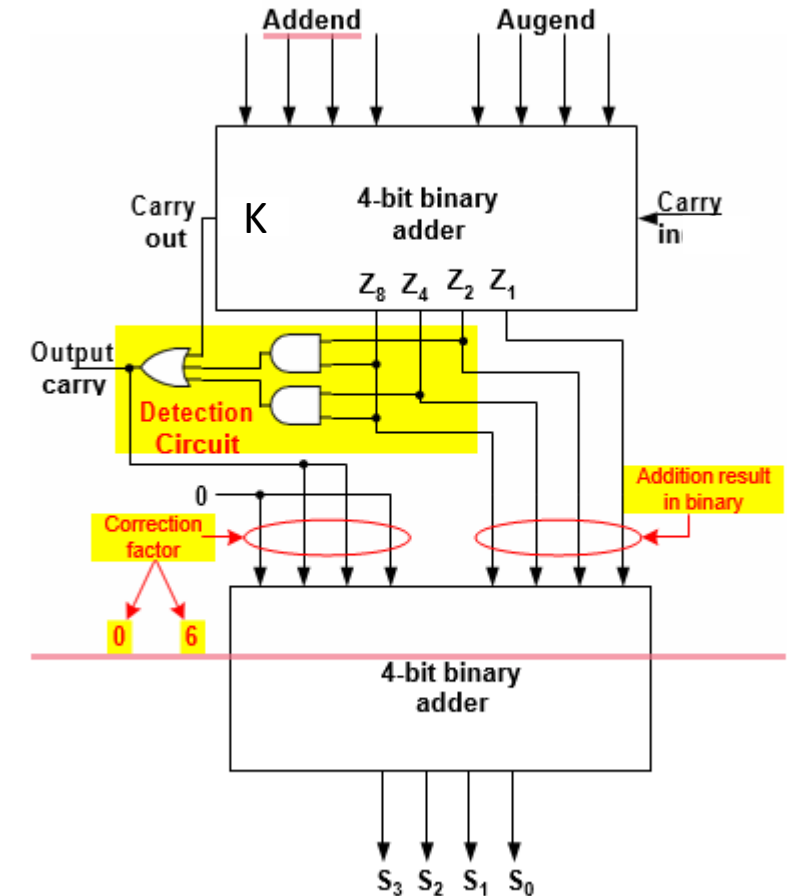 Addend
Augend
Carry
out
K
4-bit binary
adder
Carry
in
Z8 Z4 Z2 Z1
Output
carry
Detection
Circuit
0
Addition result
in binary
Correction
factor
0 6
4-bit binary
adder
S3 S2 S1 S0